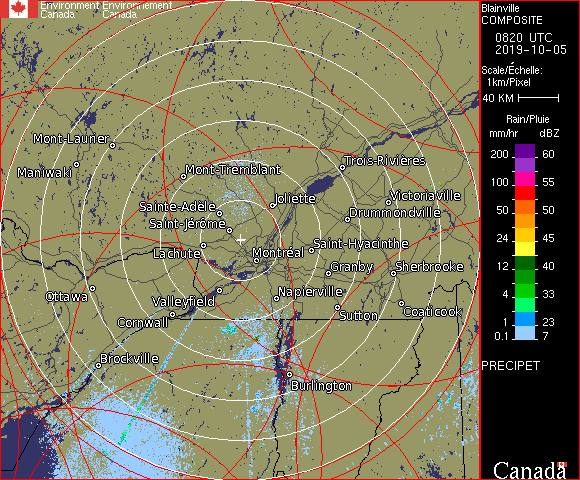 Environment Environnement
Canada Canada
Blainville
COMPOSITE
0820 UTC
2019-10-05
Scale/Échelle:
1km/Pixel
40 KM
Rain/Pluie
mm/hr dBZ
200 60
100 55
50 50
24 45
12 40
4 33
1 23
0.1 7
PRECIPET
Canada
Mont-Laurier
Maniwaki
Mont-Tremblant
Trois-Rivières
Sainte-Adèle
Joliette
Victoriaville
Drummondville
Saint-Jérôme
Lachute
Montréal
Saint-Hyacinthe
Granby
Sherbrooke
Ottawa
Valleyfield
Napierville
Cornwall
Sutton
Coaticook
Brockville
Burlington